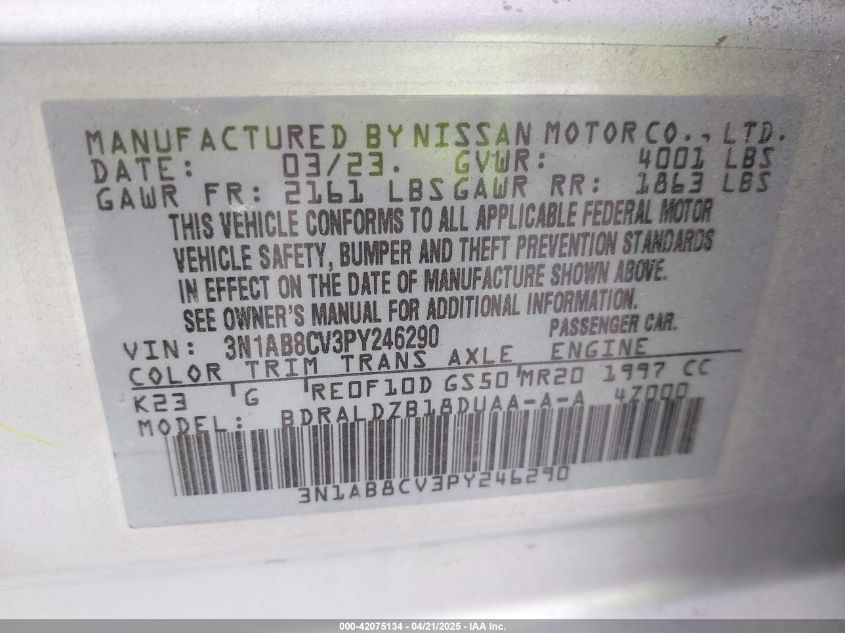 MANUFACTURED BY NISSAN MOTOR CO., LTD.
DATE: 03/23. GVWR: 4001 LBS
GAWR FR: 2161 LBS GAWR RR: 1863 LBS
THIS VEHICLE CONFORMS TO ALL APPLICABLE FEDERAL MOTOR
VEHICLE SAFETY, BUMPER AND THEFT PREVENTION STANDARDS
IN EFFECT ON THE DATE OF MANUFACTURE SHOWN ABOVE.
SEE OWNER'S MANUAL FOR ADDITIONAL INFORMATION.
PASSENGER CAR.
VIN: 3N1AB8CV3PY246290
COLOR TRIM TRANS AXLE ENGINE
K23 G RE0F10D GS50 MR20 1997 CC
MODEL: BDRALDZB18DUAA-A-A 4Z000
3N1AB8CV3PY246290
000-42075134 - 04/21/2025 - IAA Inc.